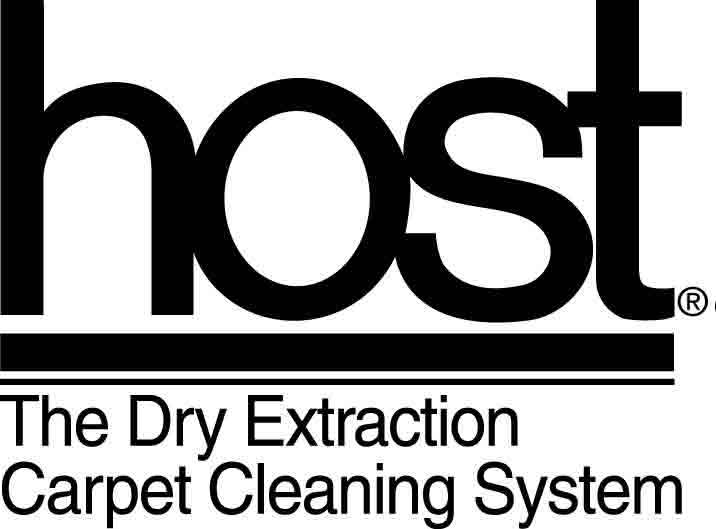 host®
The Dry Extraction
Carpet Cleaning System